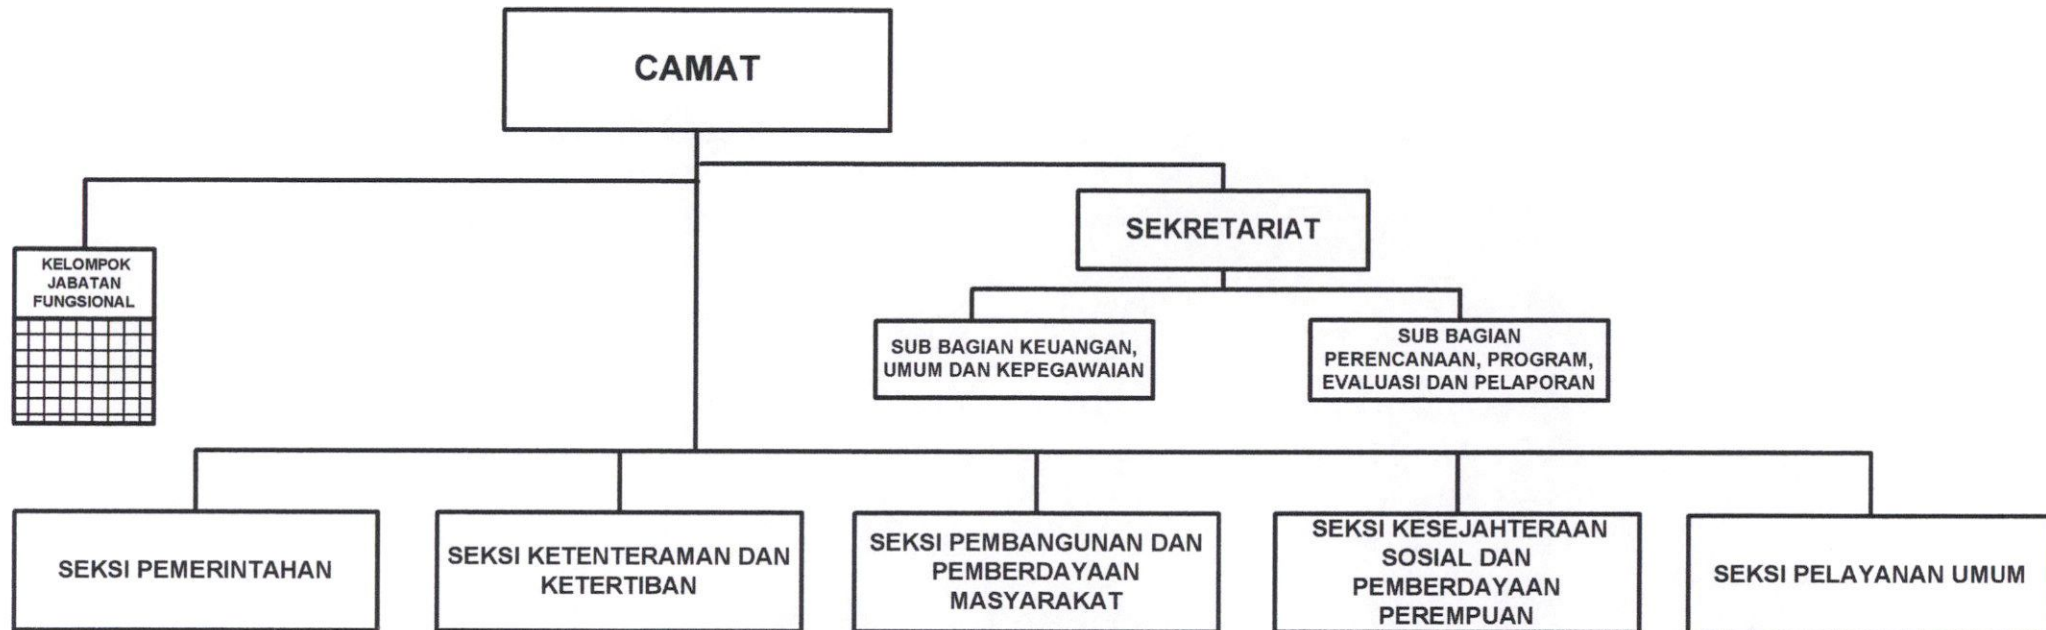 CAMAT
SEKRETARIAT
KELOMPOK
JABATAN
FUNGSIONAL
SUB BAGIAN KEUANGAN,
UMUM DAN KEPEGAWAIAN
SUB BAGIAN
PERENCANAAN, PROGRAM,
EVALUASI DAN PELAPORAN
SEKSI PEMERINTAHAN
SEKSI KETENTERAMAN DAN
KETERTIBAN
SEKSI PEMBANGUNAN DAN
PEMBERDAYAAN
MASYARAKAT
SEKSI KESEJAHTERAAN
SOSIAL DAN
PEMBERDAYAAN
PEREMPUAN
SEKSI PELAYANAN UMUM